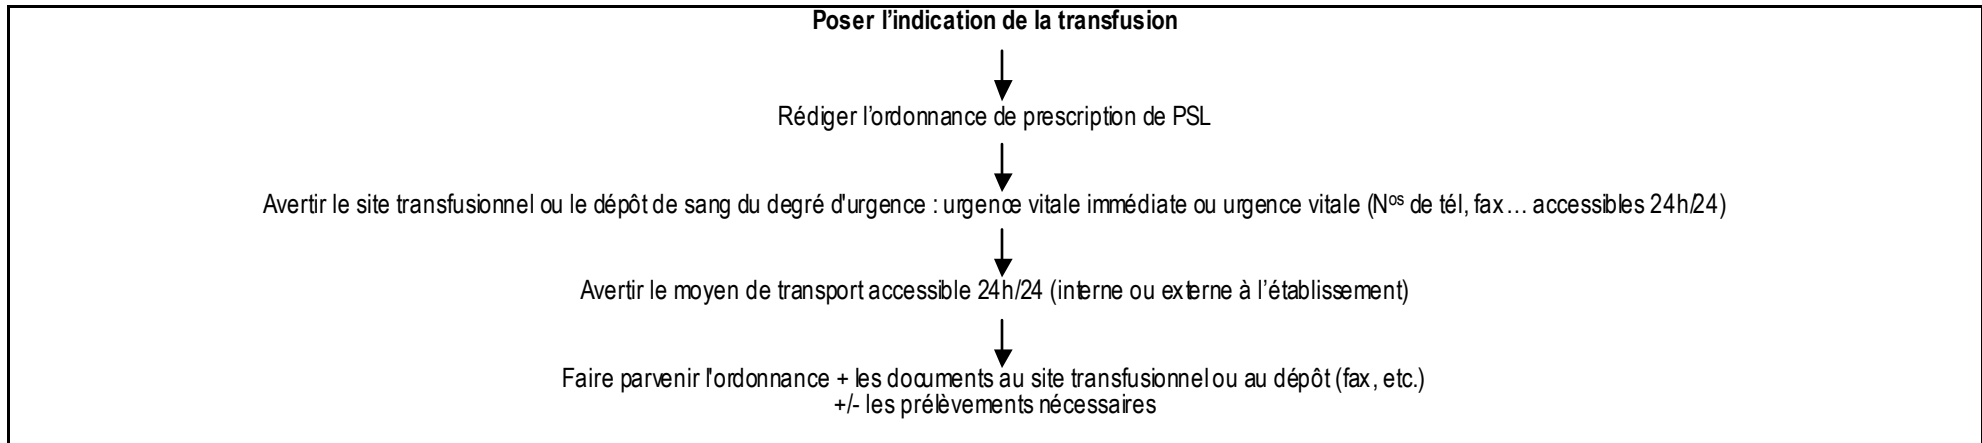 Poser l’indication de la transfusion
Rédiger l’ordonnance de prescription de PSL
Avertir le site transfusionnel ou le dépôt de sang du degré d'urgence : urgence vitale immédiate ou urgence vitale (Nos de tél, fax… accessibles 24h/24)
Avertir le moyen de transport accessible 24h/24 (interne ou externe à l’établissement)
Faire parvenir l'ordonnance + les documents au site transfusionnel ou au dépôt (fax, etc.)
+/- les prélèvements nécessaires